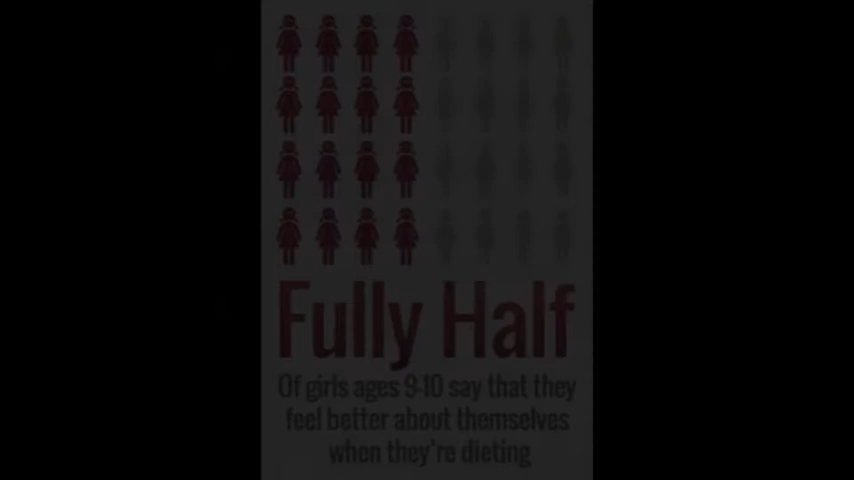 Fully Half
Of girls ages 9-10 say that they
feel better about themselves
when they're dieting